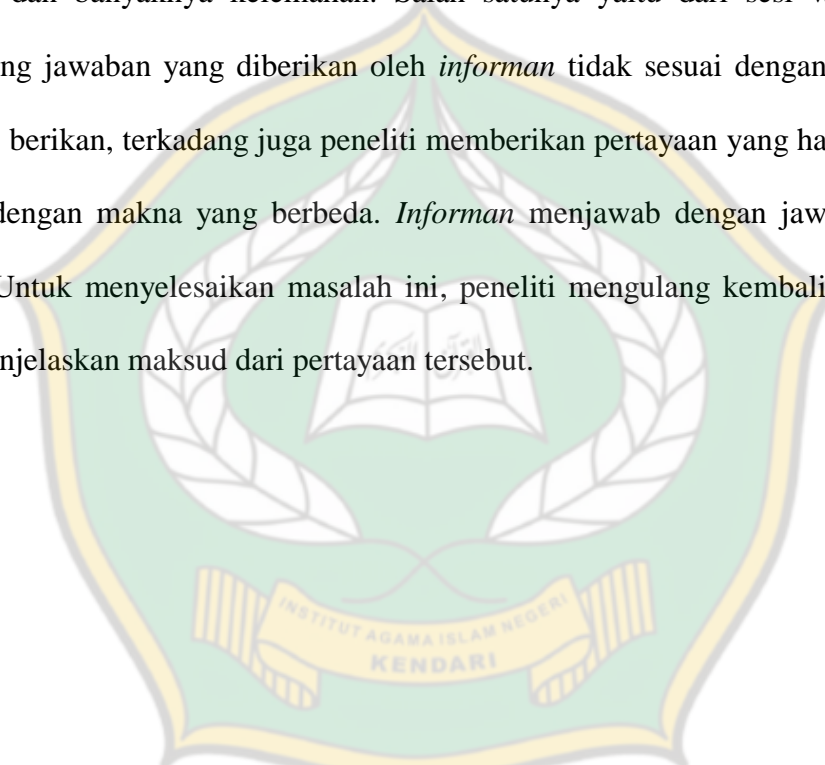 dan banyaknya kelemahan. Salah satunya yaitu dari sesi
ng jawaban yang diberikan oleh informan tidak sesuai dengan
berikan, terkadang juga peneliti memberikan pertayaan yang ha
dengan makna yang berbeda. Informan menjawab dengan jaw
Untuk menyelesaikan masalah ini, peneliti mengulang kembali
njelaskan maksud dari pertayaan tersebut.
INSTITUT AGAMA ISLAM NEGERI
KENDARI